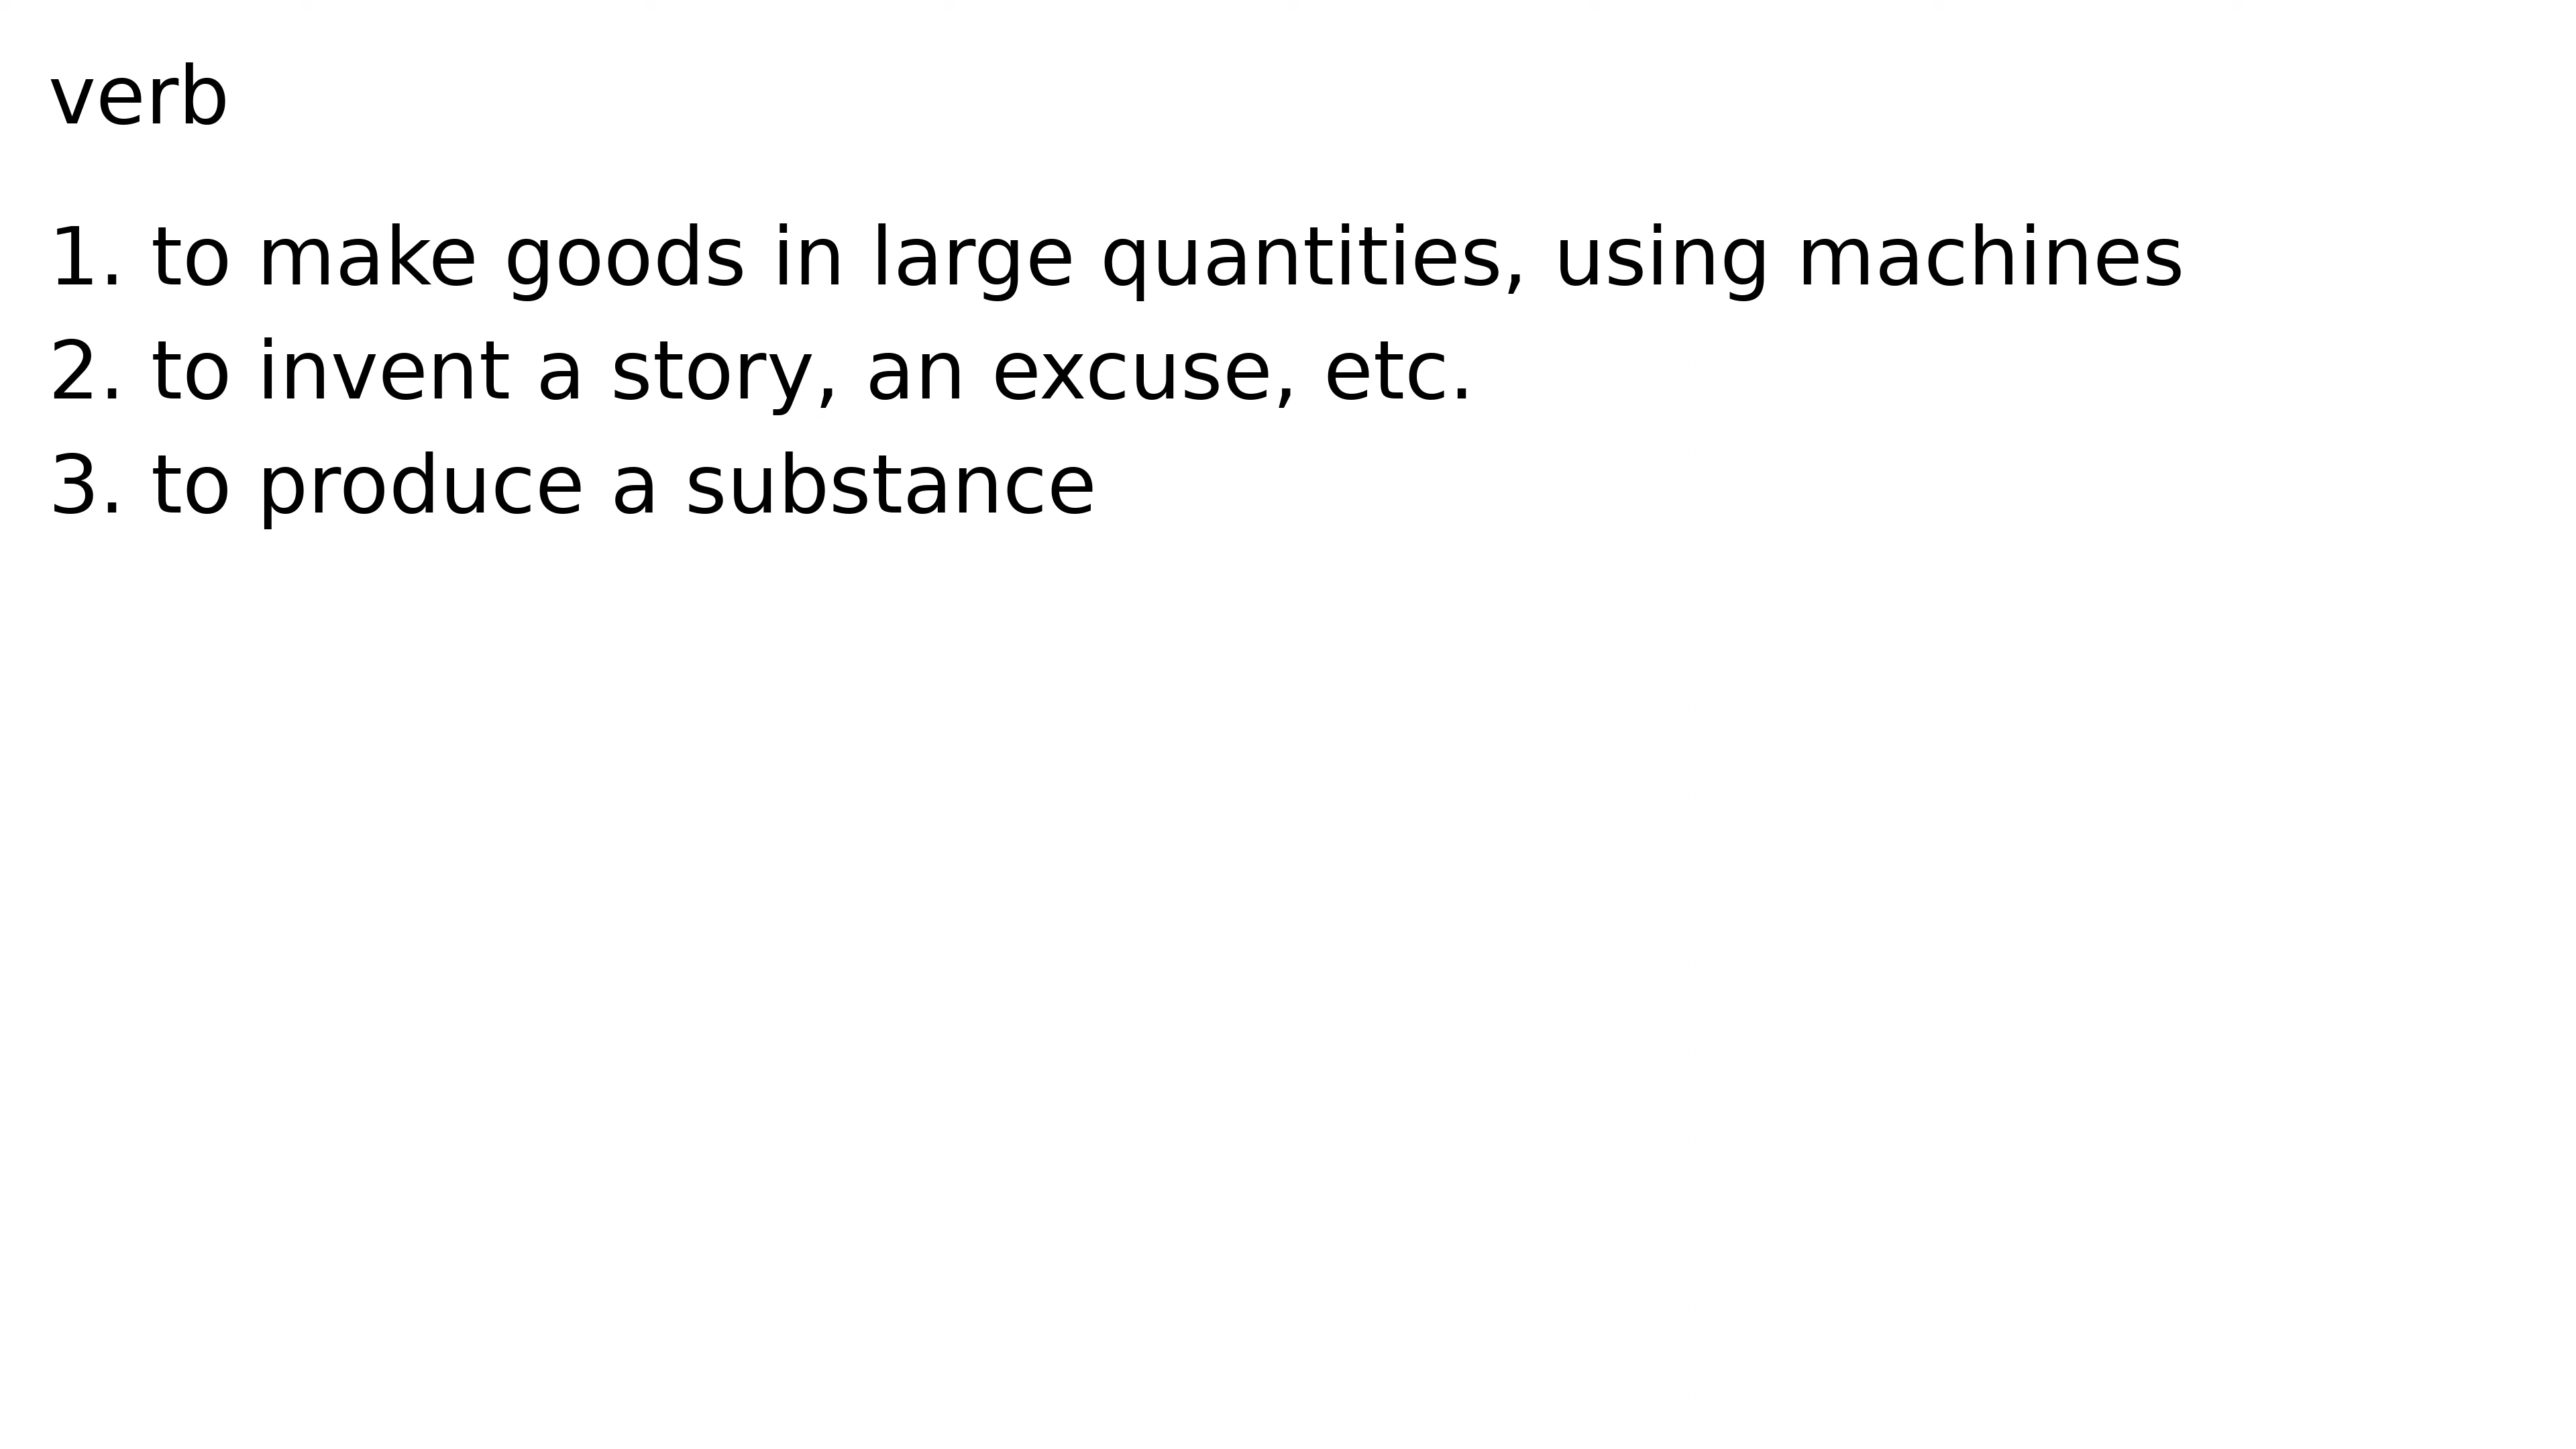 verb
1. to make goods in large quantities, using machines
2. to invent a story, an excuse, etc.
3. to produce a substance